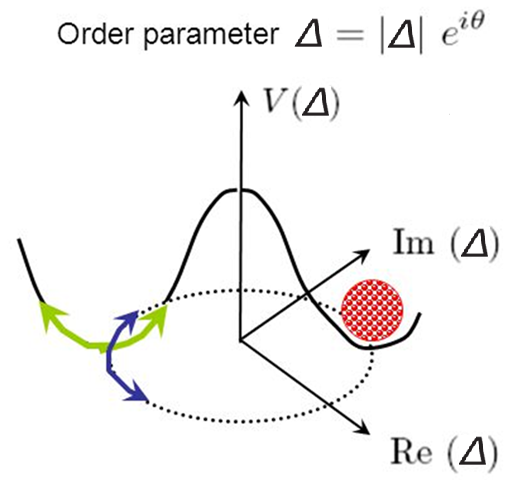 Order parameter Δ = |Δ| e^{iθ}
V(Δ)
Im (Δ)
Re (Δ)